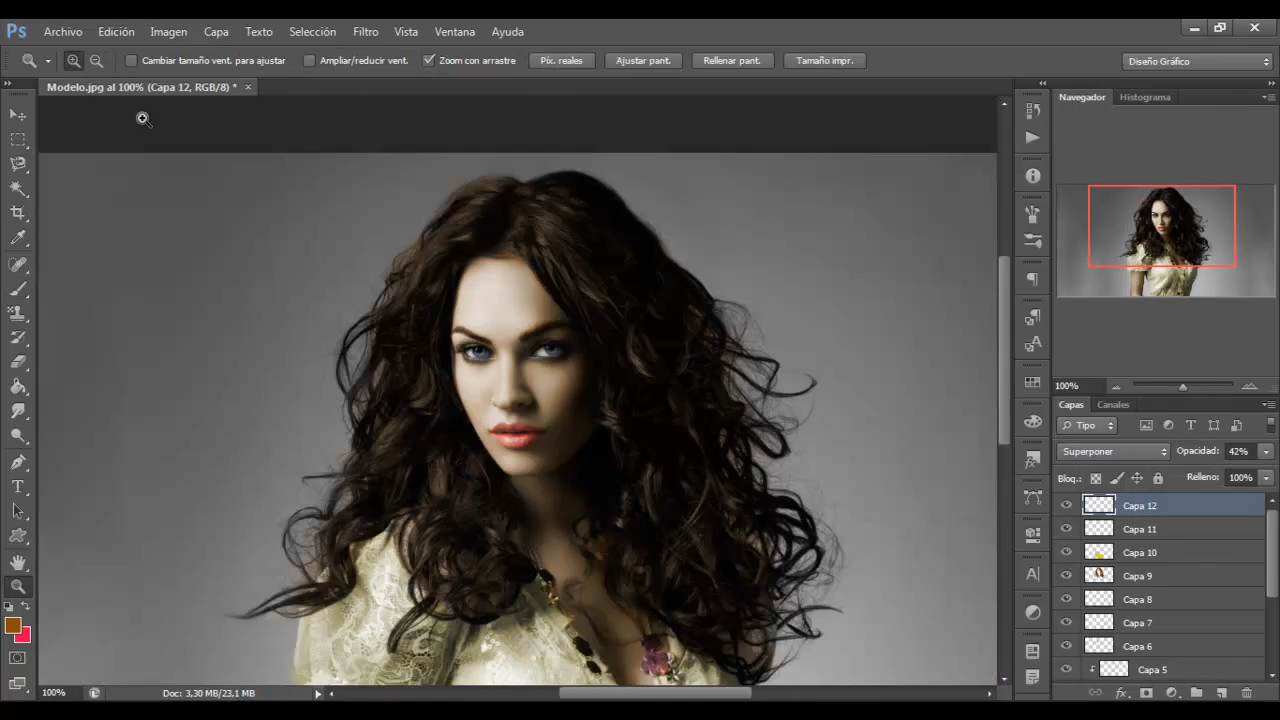 Ps Archivo Edición Imagen Capa Texto Selección Filtro Vista Ventana Ayuda
Cambiar tamaño vent. para ajustar Ampliar/reducir vent. Zoom con arrastre Píx. reales Ajustar pant. Rellenar pant. Tamaño impr. Diseño Gráfico
Modelo.jpg al 100% (Capa 12, RGB/8) *
Navegador Histograma
100%
Capas Canales
Tipo
Superponer Opacidad: 42%
Bloq.: Relleno: 100%
Capa 12
Capa 11
Capa 10
Capa 9
Capa 8
Capa 7
Capa 6
Capa 5
100% Doc: 3,30 MB/23,1 MB